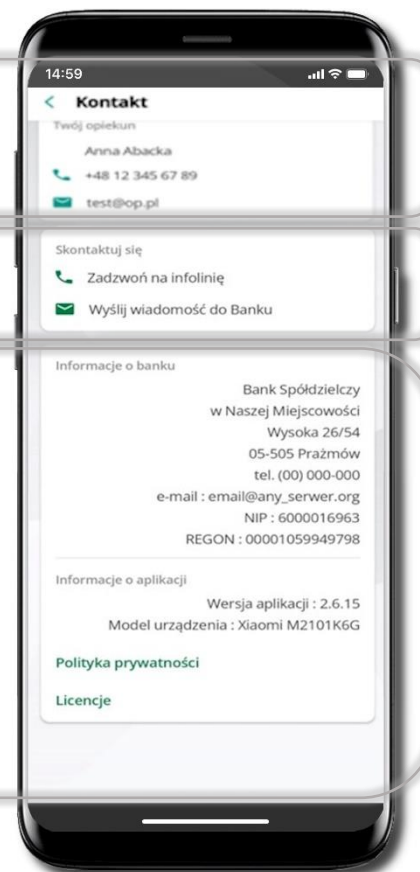 14:59
Kontakt
Twój opiekun
Anna Abacka
+48 12 345 67 89
test@op.pl
Skontaktuj się
Zadzwoń na infolinię
Wyślij wiadomość do Banku
Informacje o banku
Bank Spółdzielczy
w Naszej Miejscowości
Wysoka 26/54
05-505 Prażmów
tel. (00) 000-000
e-mail : email@any_serwer.org
NIP : 6000016963
REGON : 00001059949798
Informacje o aplikacji
Wersja aplikacji : 2.6.15
Model urządzenia : Xiaomi M2101K6G
Polityka prywatności
Licencje